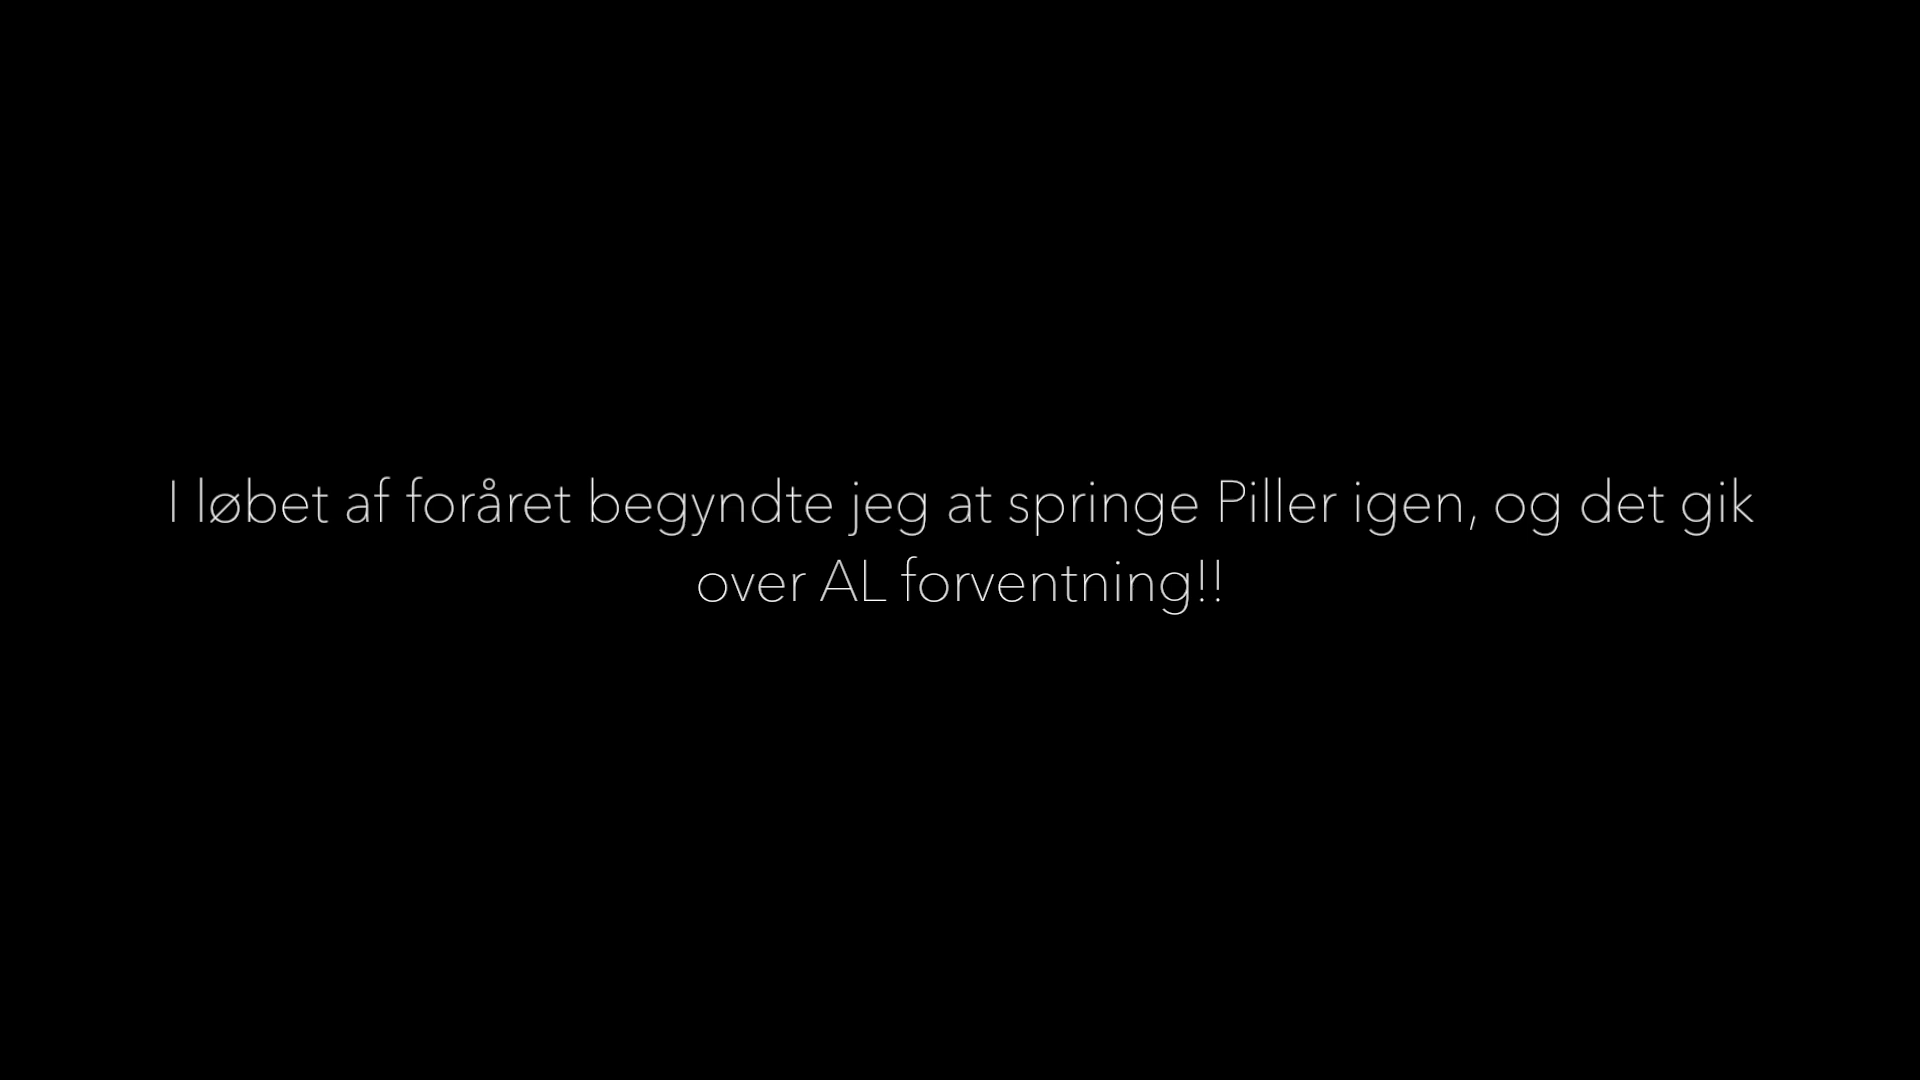 I løbet af foråret begyndte jeg at springe Piller igen, og det gik
over AL forventning!!